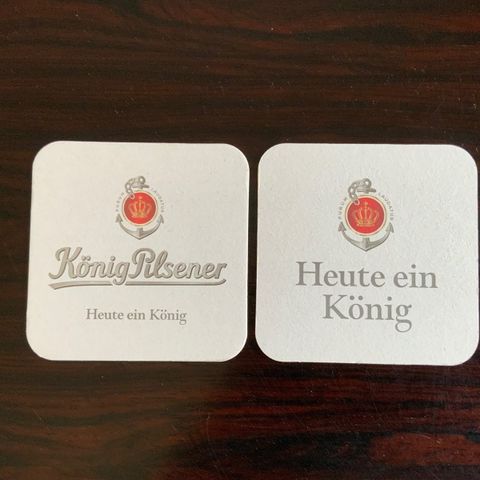 König Pilsener
Heute ein König
Heute ein
König